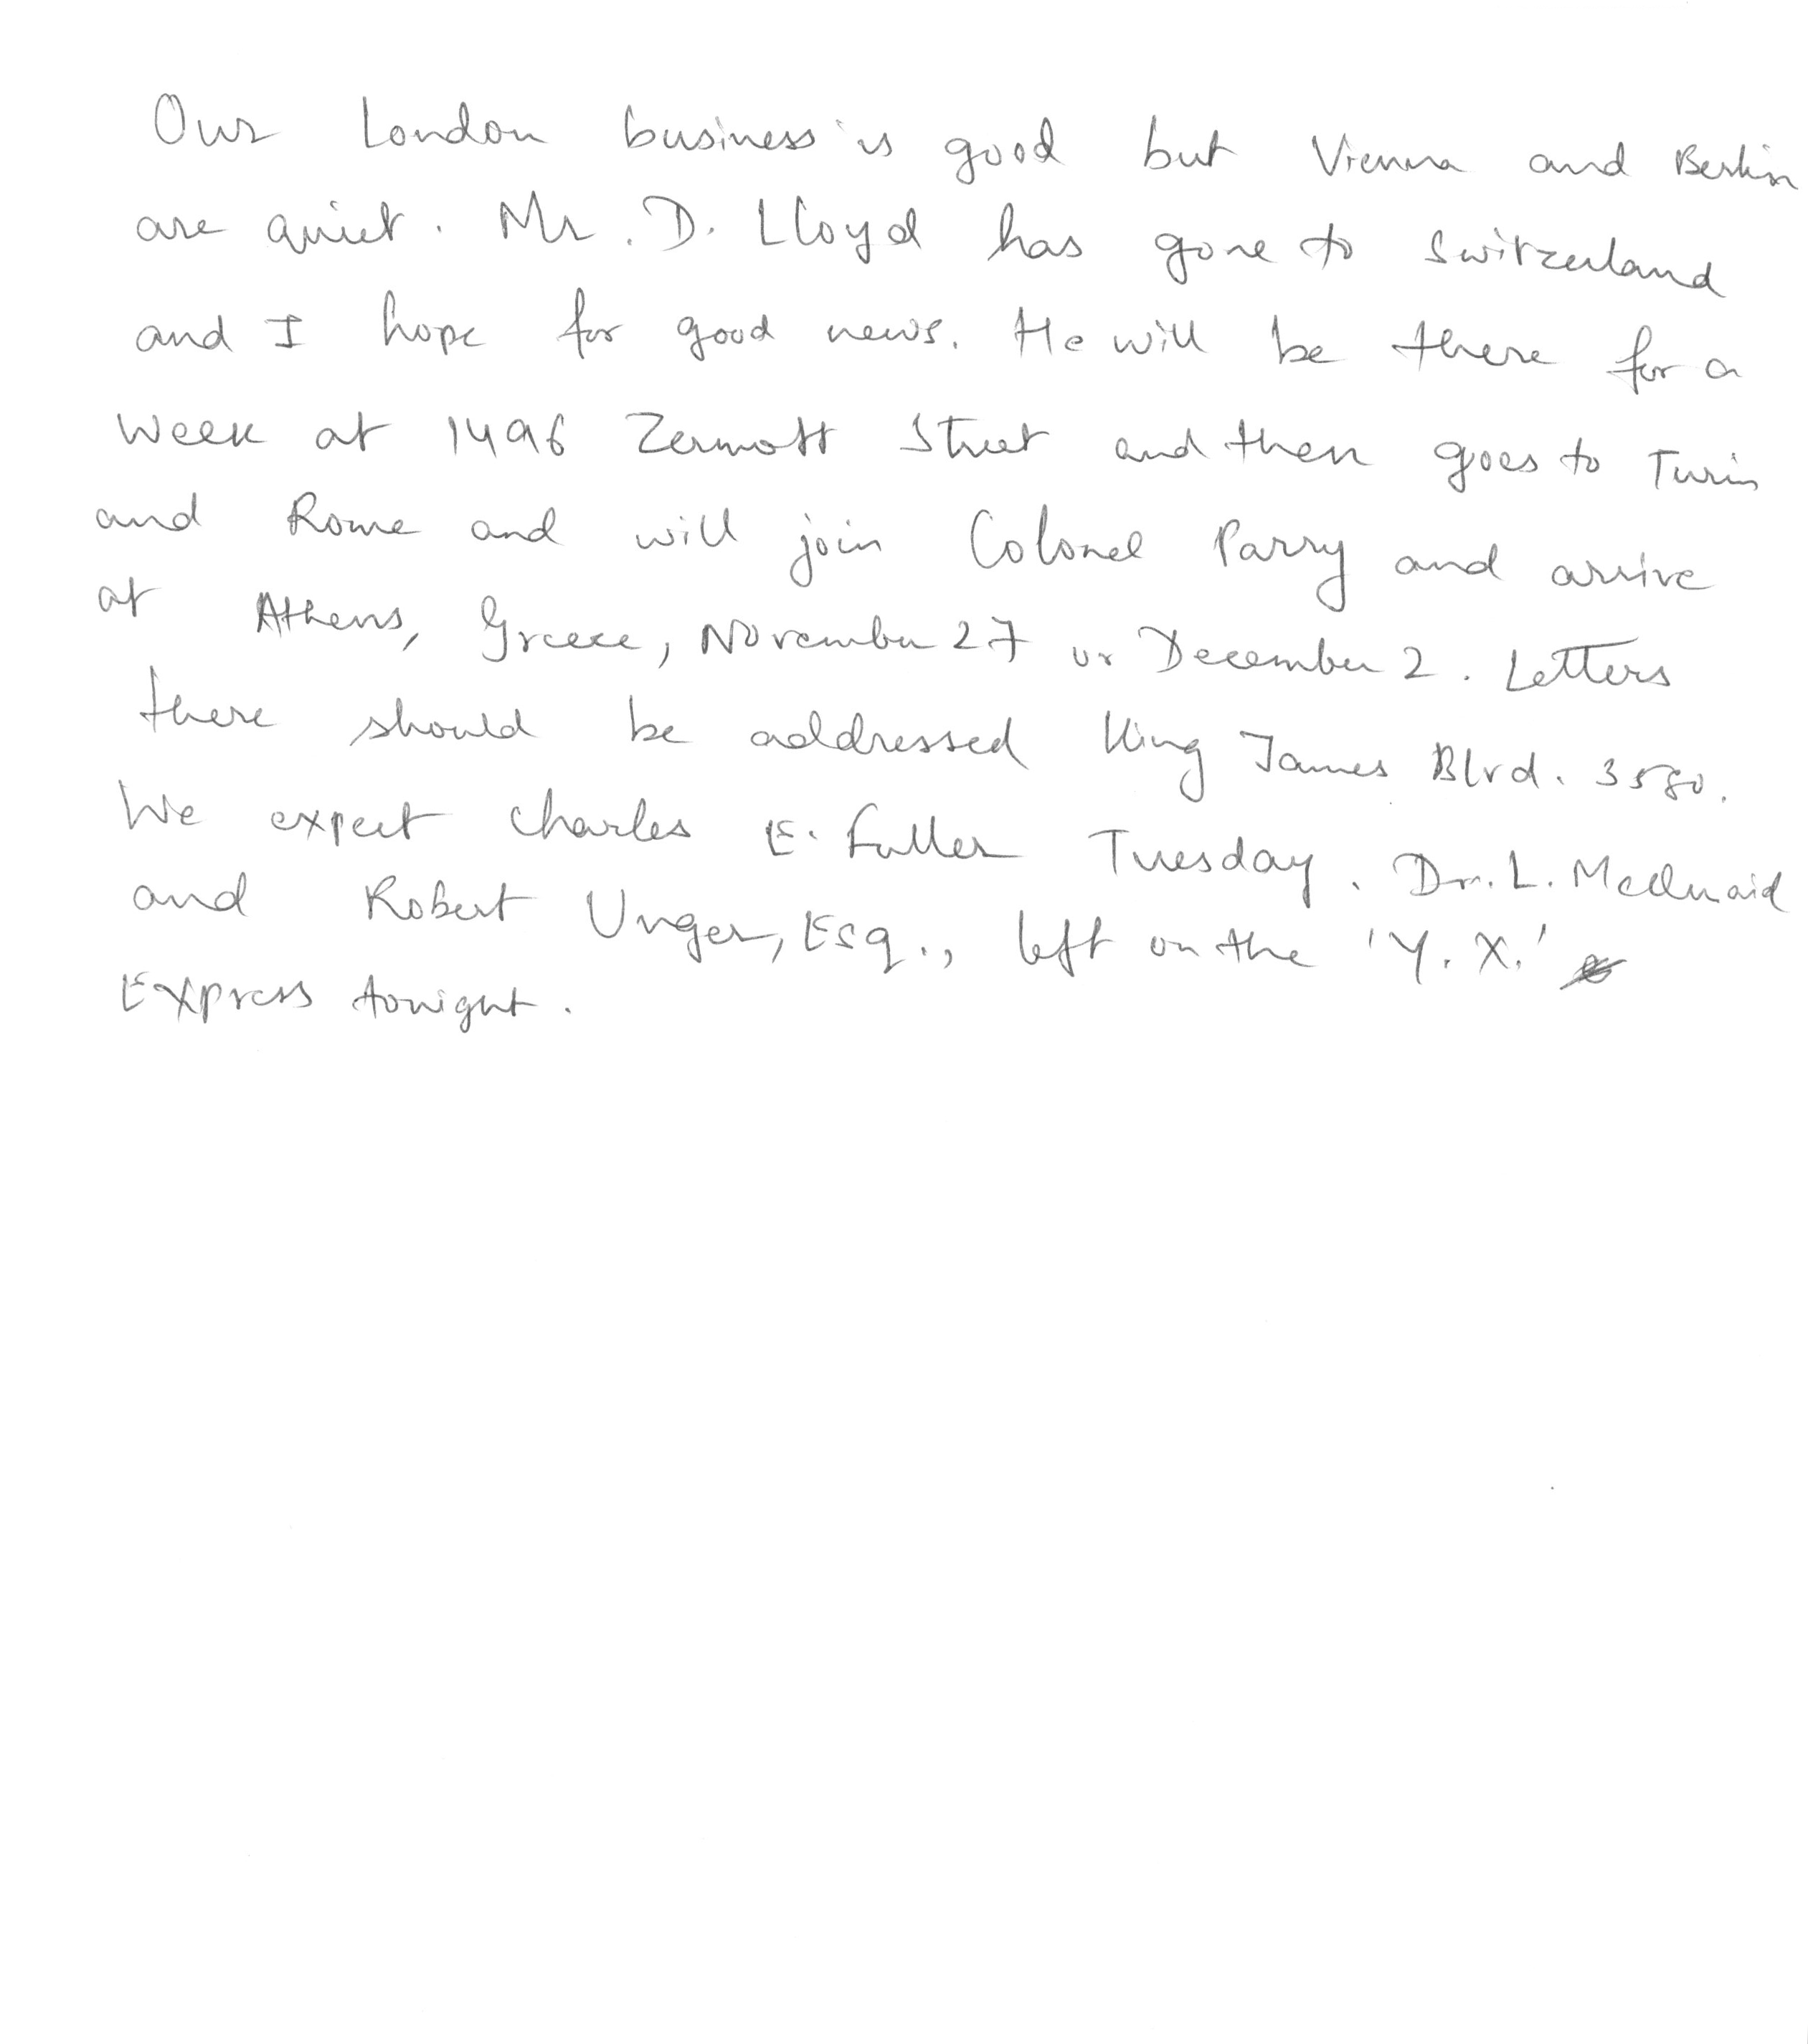 Our London business is good but Vienna and Berlin
are quiet. Mr. D. Lloyd has gone to Switzerland
and I hope for good news. He will be there for a
week at 1496 Zermott Street and then goes to Turin
and Rome and will join Colonel Parry and arrive
at Athens, Greece, November 27 or December 2. Letters
there should be addressed King James Blvd. 3580.
We expect Charles E. Fuller Tuesday. Dr. L. McQuaid
and Robert Unger, Esq., left on the 'Y. X.'
Express tonight.